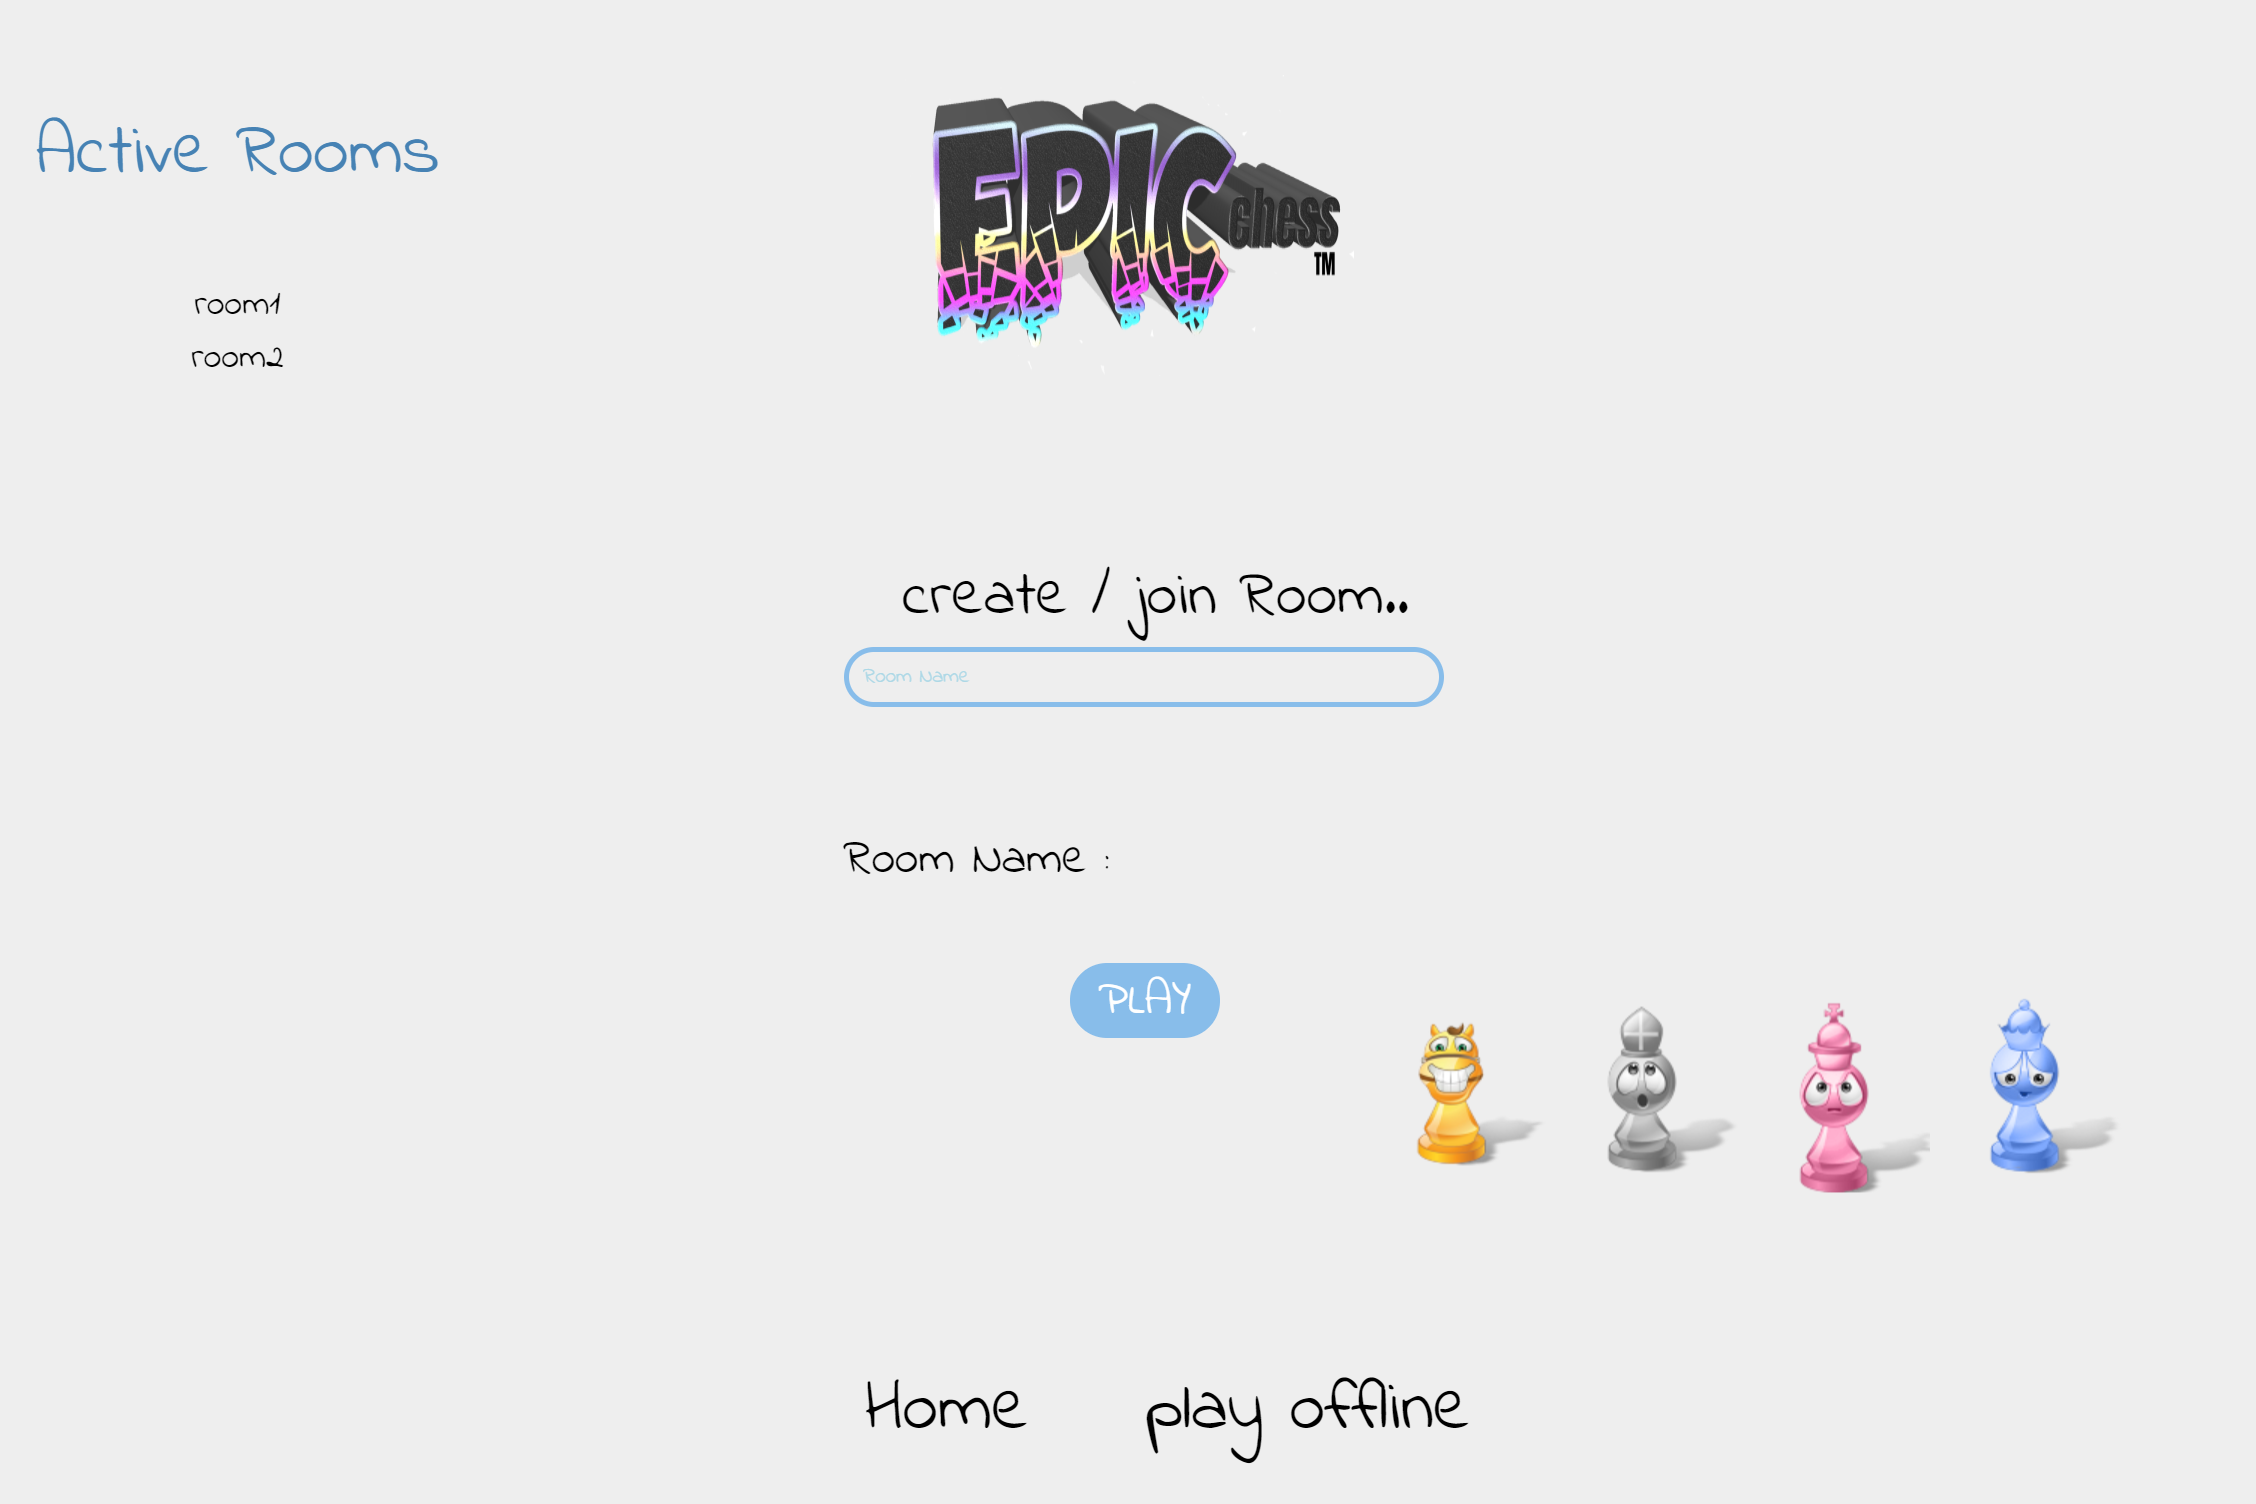 Active Rooms
room1
room2
EPIC chess
TM
create / join Room..
Room Name
Room Name :
PLAY
Home
play offline